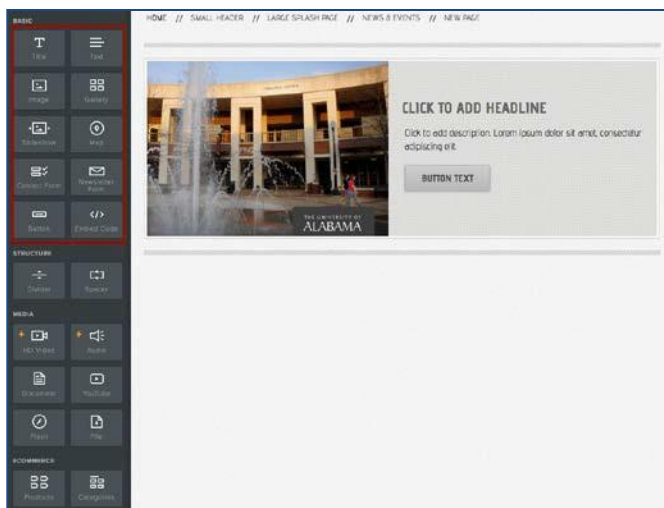 BASIC
Title
Text
Image
Gallery
Slideshow
Map
Contact Form
Newsletter
Form
Button
Embed Code
STRUCTURE
Divider
Spacer
MEDIA
HD Video
Audio
Document
YouTube
Flash
File
ECOMMERCE
Products
Categories
HOME // SMALL HEADER // LARGE SPLASH PAGE // NEWS & EVENTS // NEW PAGE
THE UNIVERSITY OF
ALABAMA
CLICK TO ADD HEADLINE
Click to add description. Lorem ipsum dolor sit amet, consectetur
adipiscing elit
BUTTON TEXT